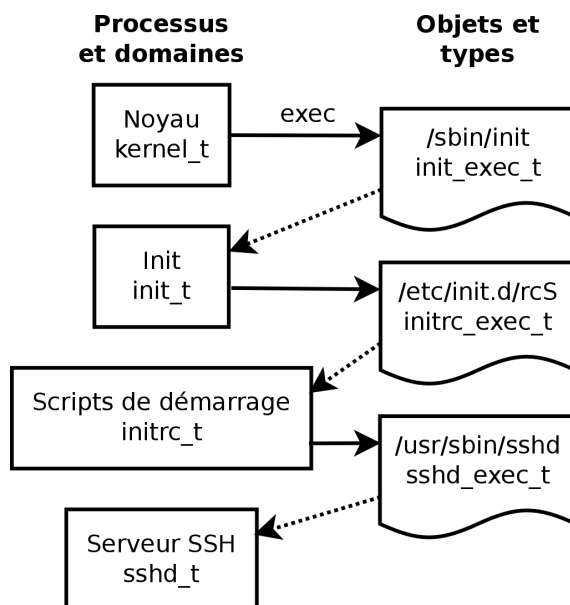 Processus
et domaines
Objets et
types
Noyau
kernel_t
exec
/sbin/init
init_exec_t
Init
init_t
/etc/init.d/rcS
initrc_exec_t
Scripts de démarrage
initrc_t
/usr/sbin/sshd
sshd_exec_t
Serveur SSH
sshd_t